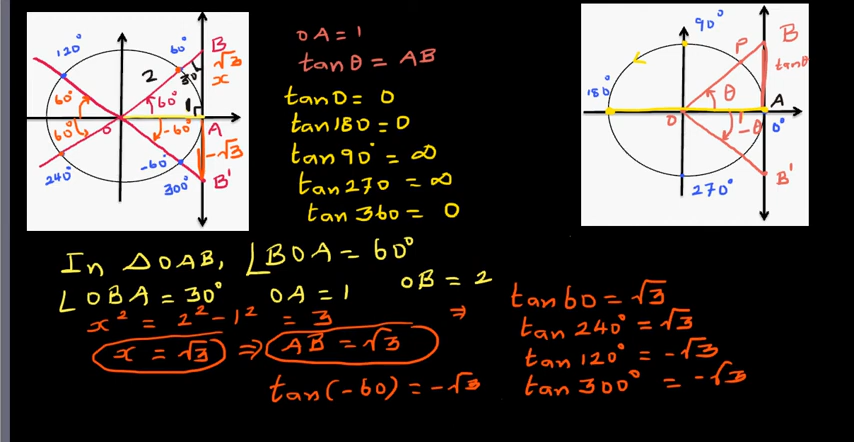 120°
60°
B
√3
x
2
30°
60°
60°
1
60°
-60°
O
A
-√3
240°
-60°
300°
B'
OA = 1
tan θ = AB
tan 0 = 0
tan 180 = 0
tan 90° = ∞
tan 270 = ∞
tan 360 = 0
90°
B
P
tan θ
180°
θ
A
O
-θ
0°
270°
B'
In △OAB, ∠BOA = 60°
∠OBA = 30° OA = 1 OB = 2
x² = 2² - 1² = 3
x = √3 ⇒ AB = √3
tan(-60) = -√3
⇒ tan 60 = √3
tan 240° = √3
tan 120° = -√3
tan 300° = -√3